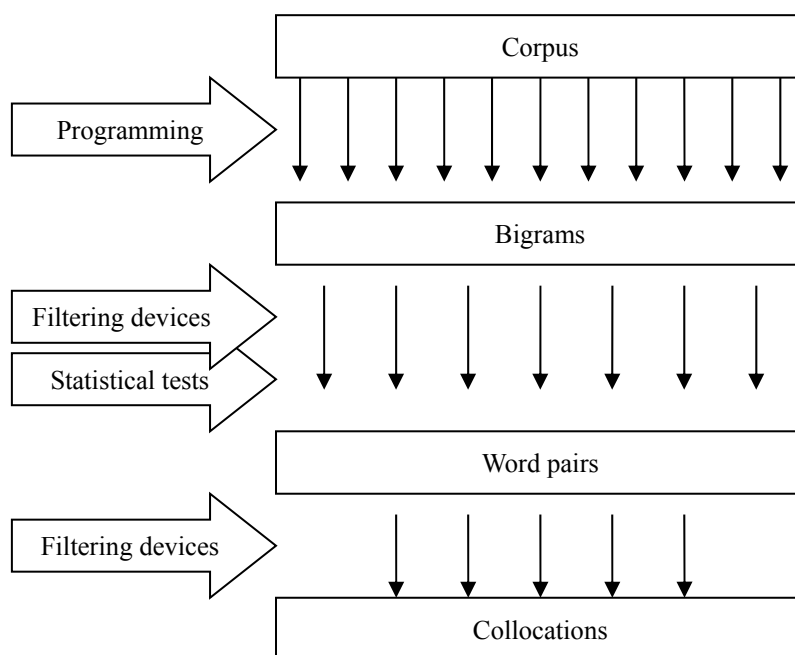 Corpus
Programming
Bigrams
Filtering devices
Statistical tests
Word pairs
Filtering devices
Collocations